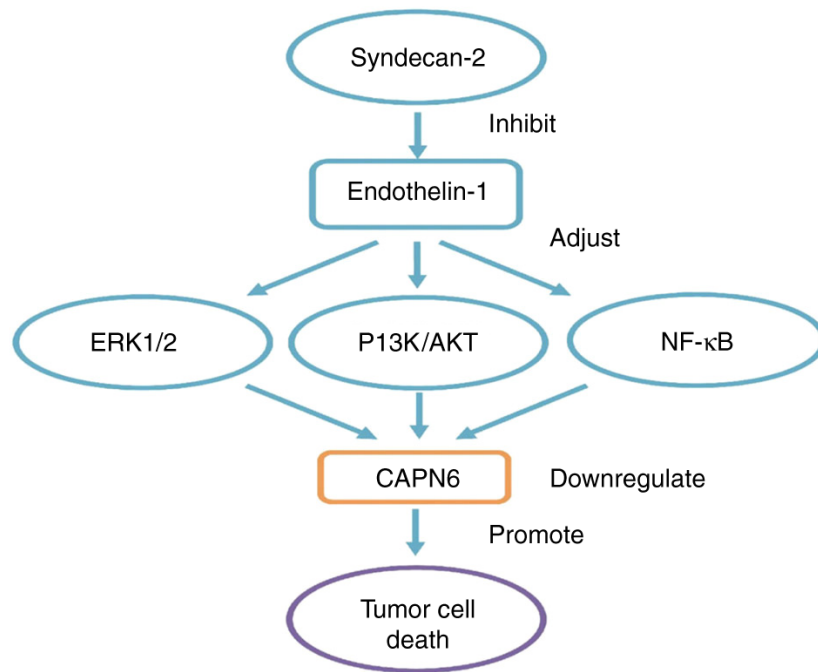 Syndecan-2
Inhibit
Endothelin-1
Adjust
ERK1/2
P13K/AKT
NF-κB
CAPN6
Downregulate
Promote
Tumor cell
death